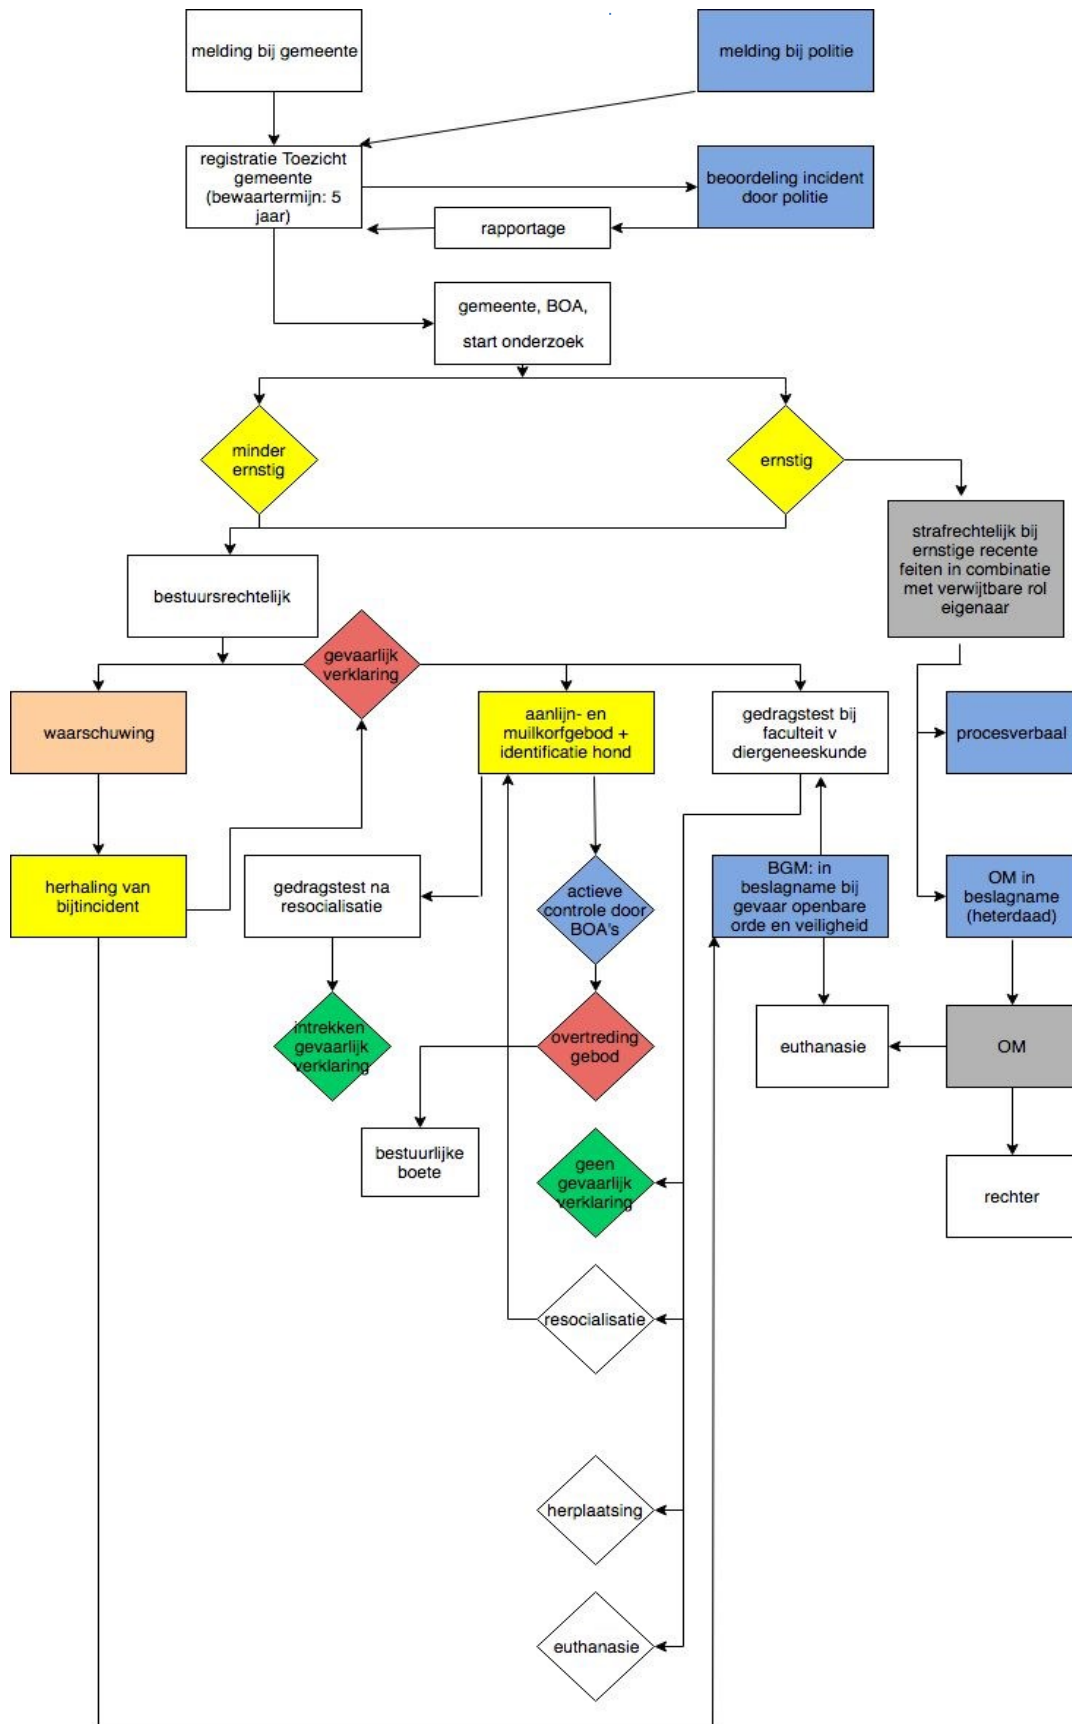 melding bij gemeente
melding bij politie
registratie Toezicht
gemeente
(bewaartermijn: 5
jaar)
beoordeling incident
door politie
rapportage
gemeente, BOA,
start onderzoek
minder
ernstig
ernstig
strafrechtelijk bij
ernstige recente
feiten in combinatie
met verwijtbare rol
eigenaar
bestuursrechtelijk
gevaarlijk
verklaring
waarschuwing
aanlijn- en
muilkorfgebod +
identificatie hond
gedragstest bij
faculteit v
diergeneeskunde
procesverbaal
herhaling van
bijtincident
gedragstest na
resocialisatie
actieve
controle door
BOA's
BGM: in
beslagname bij
gevaar openbare
orde en veiligheid
OM in
beslagname
(heterdaad)
intrekken
gevaarlijk
verklaring
overtreding
gebod
euthanasie
OM
bestuurlijke
boete
geen
gevaarlijk
verklaring
rechter
resocialisatie
herplaatsing
euthanasie